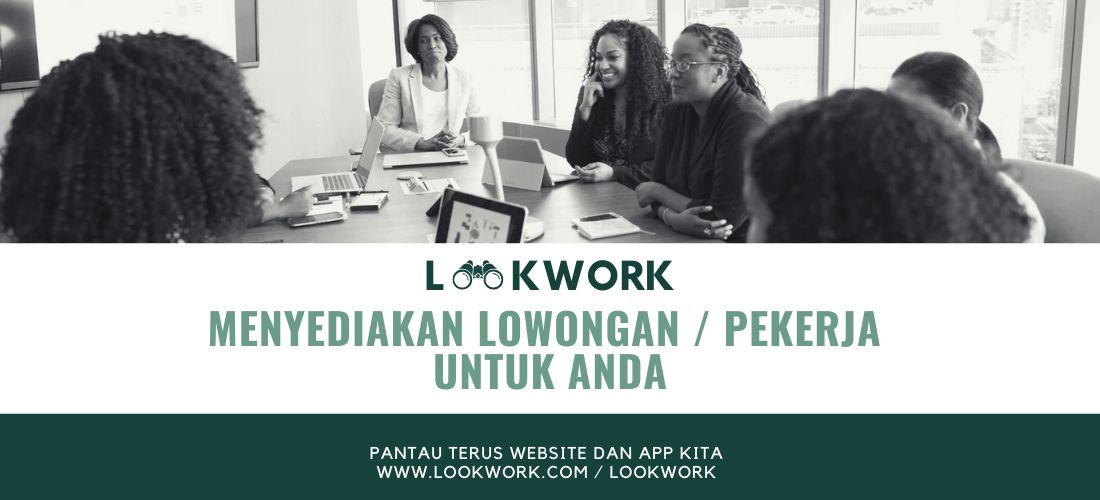 LOOKWORK
MENYEDIAKAN LOWONGAN / PEKERJA
UNTUK ANDA
PANTAU TERUS WEBSITE DAN APP KITA
WWW.LOOKWORK.COM / LOOKWORK